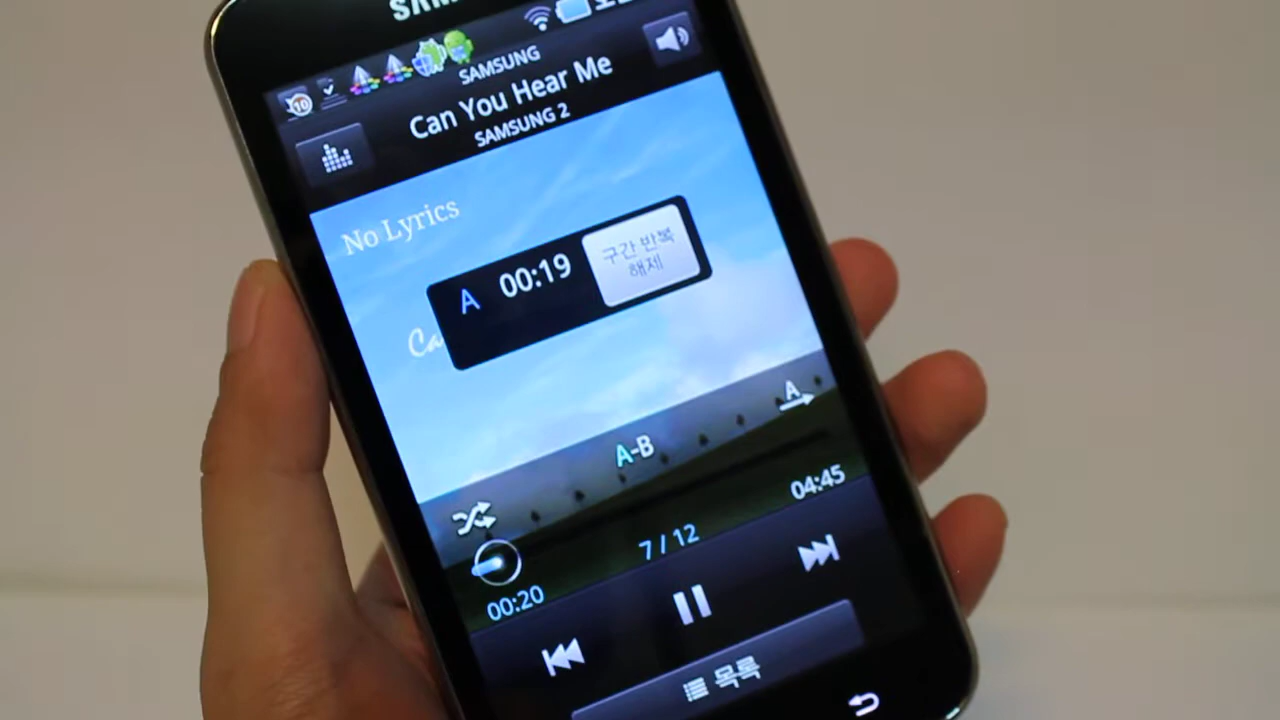 SAMSUNG
Can You Hear Me
SAMSUNG 2
No Lyrics
A 00:19
구간 반복
해제
A-B
A
04:45
7 / 12
00:20
목록